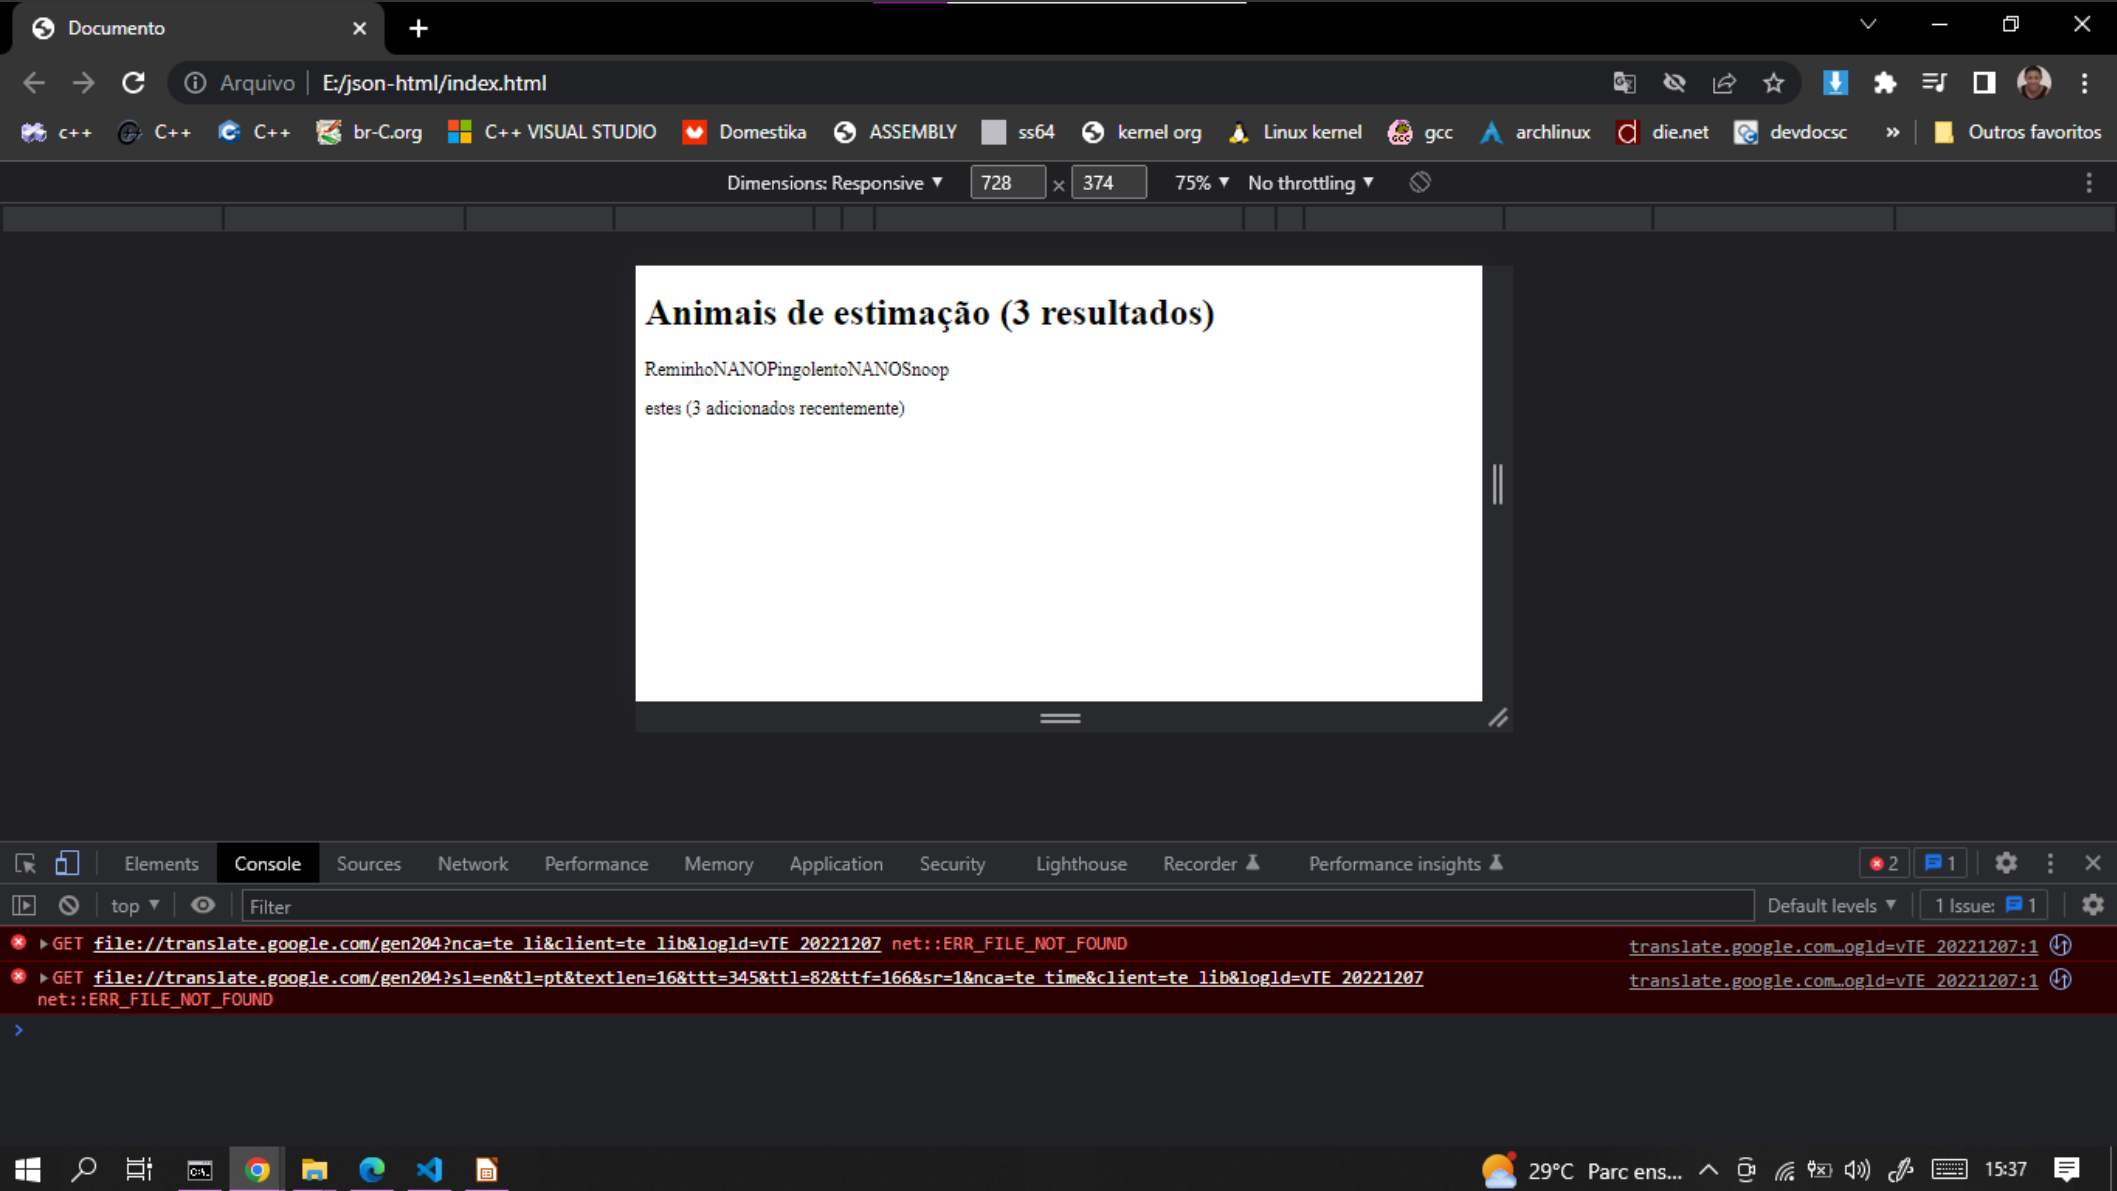 Documento
Arquivo E:/json-html/index.html
c++ C++ C++ br-C.org C++ VISUAL STUDIO Domestika ASSEMBLY ss64 kernel org Linux kernel gcc archlinux die.net devdocsc » Outros favoritos
Dimensions: Responsive 728 × 374 75% No throttling
Animais de estimação (3 resultados)
ReminhoNANOPingolentoNANOSnoop
estes (3 adicionados recentemente)
Elements Console Sources Network Performance Memory Application Security Lighthouse Recorder Performance insights 2 1
top Filter Default levels 1 Issue: 1
GET file://translate.google.com/gen204?nca=te_li&client=te_lib&logld=vTE_20221207 net::ERR_FILE_NOT_FOUND translate.google.com…ogld=vTE_20221207:1
GET file://translate.google.com/gen204?sl=en&tl=pt&textlen=16&ttt=345&ttl=82&ttf=166&sr=1&nca=te_time&client=te_lib&logld=vTE_20221207 translate.google.com…ogld=vTE_20221207:1
net::ERR_FILE_NOT_FOUND
29°C Parc ens... 15:37